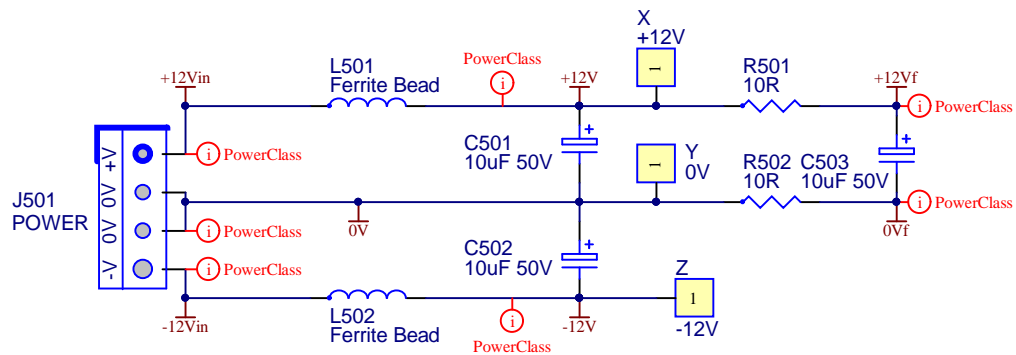 X
+12V
PowerClass
L501
Ferrite Bead
+12Vin
+12V
1
R501
10R
+12Vf
PowerClass
+V
PowerClass
C501
10uF 50V
+
Y
0V
1
R502
10R
C503
10uF 50V
+
J501
POWER
0V
0V
PowerClass
0V
0Vf
PowerClass
-V
PowerClass
C502
10uF 50V
+
Z
1
-12V
-12Vin
L502
Ferrite Bead
PowerClass
-12V
i
i
i
i
i
i
i